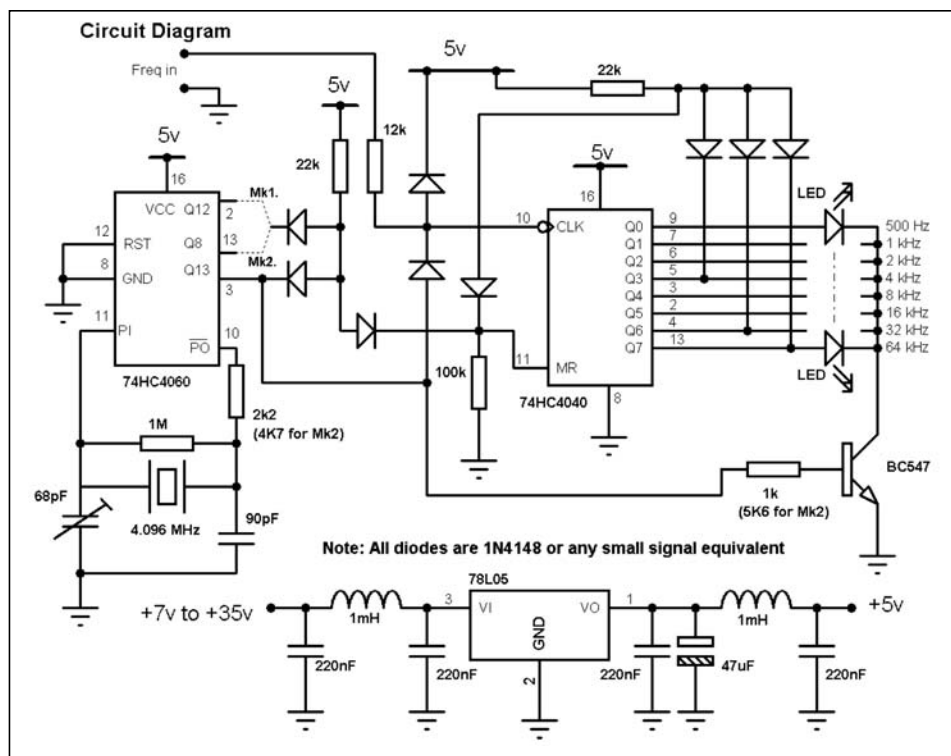 Circuit Diagram
Freq in
5v
5v
5v
22k
12k
22k
5v
16
VCC
Q12
2
Mk1.
12
RST
Q8
13
Mk2.
8
GND
Q13
3
11
PI
PO
10
74HC4060
2k2
(4K7 for Mk2)
1M
68pF
4.096 MHz
90pF
5v
16
10
CLK
Q0
9
Q1
7
Q2
6
Q3
5
Q4
3
Q5
2
Q6
4
Q7
13
11
MR
8
74HC4040
100k
LED
LED
500 Hz
1 kHz
2 kHz
4 kHz
8 kHz
16 kHz
32 kHz
64 kHz
1k
(5K6 for Mk2)
BC547
Note: All diodes are 1N4148 or any small signal equivalent
78L05
+7v to +35v
1mH
3
VI
VO
1
GND
2
1mH
+5v
220nF
220nF
220nF
47uF
220nF